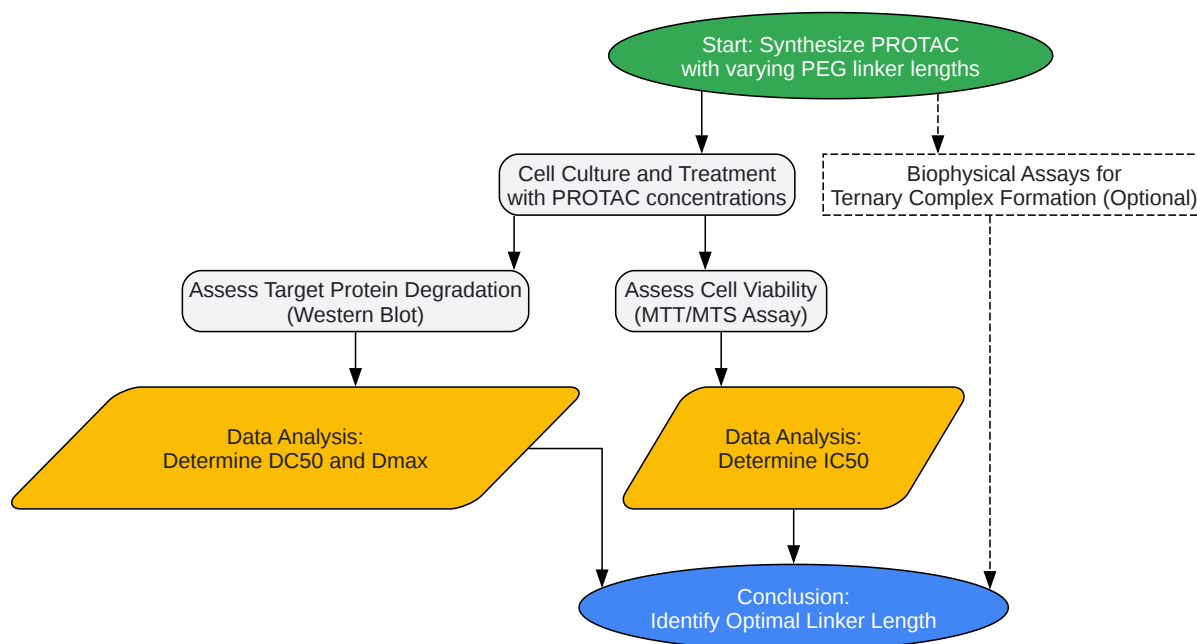 Start: Synthesize PROTAC
with varying PEG linker lengths
Cell Culture and Treatment
with PROTAC concentrations
Biophysical Assays for
Ternary Complex Formation (Optional)
Assess Target Protein Degradation
(Western Blot)
Assess Cell Viability
(MTT/MTS Assay)
Data Analysis:
Determine DC50 and Dmax
Data Analysis:
Determine IC50
Conclusion:
Identify Optimal Linker Length